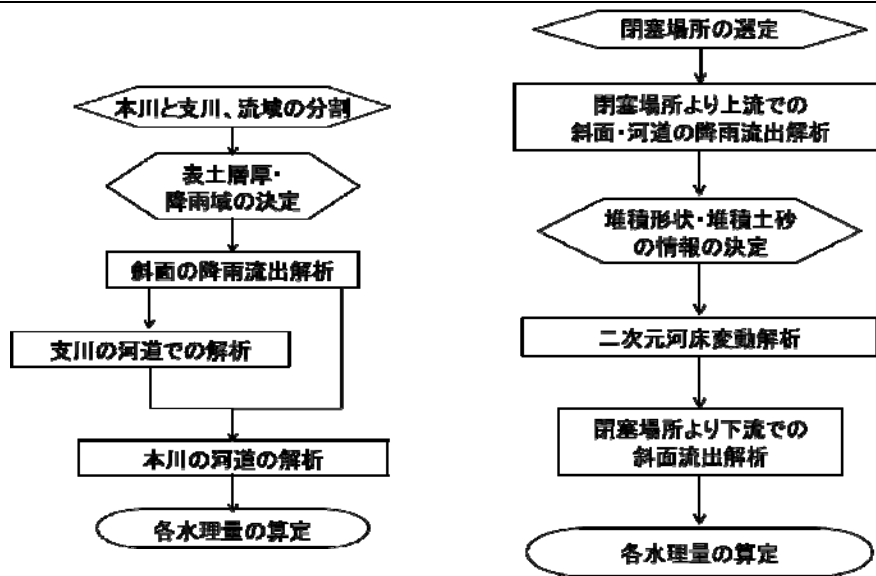 本川と支川、流域の分割
表土層厚・
降雨域の決定
斜面の降雨流出解析
支川の河道での解析
本川の河道の解析
各水理量の算定
閉塞場所の選定
閉塞場所より上流での
斜面・河道の降雨流出解析
堆積形状・堆積土砂
の情報の決定
二次元河床変動解析
閉塞場所より下流での
斜面流出解析
各水理量の算定